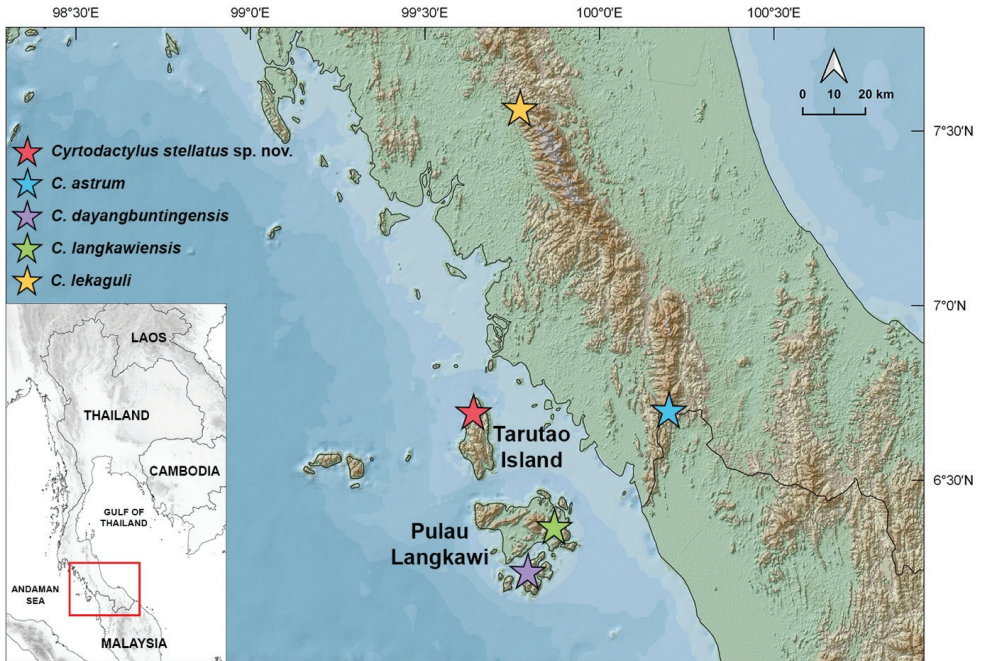 98°30'E
99°0'E
99°30'E
100°0'E
100°30'E
0 10 20 km
7°30'N
7°0'N
6°30'N
Cyrtodactylus stellatus sp. nov.
C. astrum
C. dayangbuntingensis
C. langkawiensis
C. lekaguli
Tarutao
Island
Pulau
Langkawi
LAOS
THAILAND
CAMBODIA
GULF OF
THAILAND
ANDAMAN
SEA
MALAYSIA